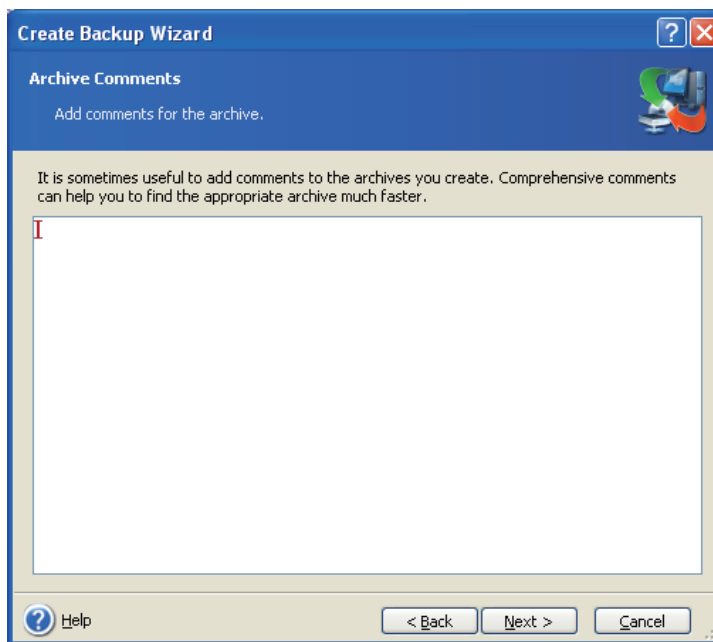 Create Backup Wizard
Archive Comments
Add comments for the archive.
It is sometimes useful to add comments to the archives you create. Comprehensive comments
can help you to find the appropriate archive much faster.
Help
< Back
Next >
Cancel